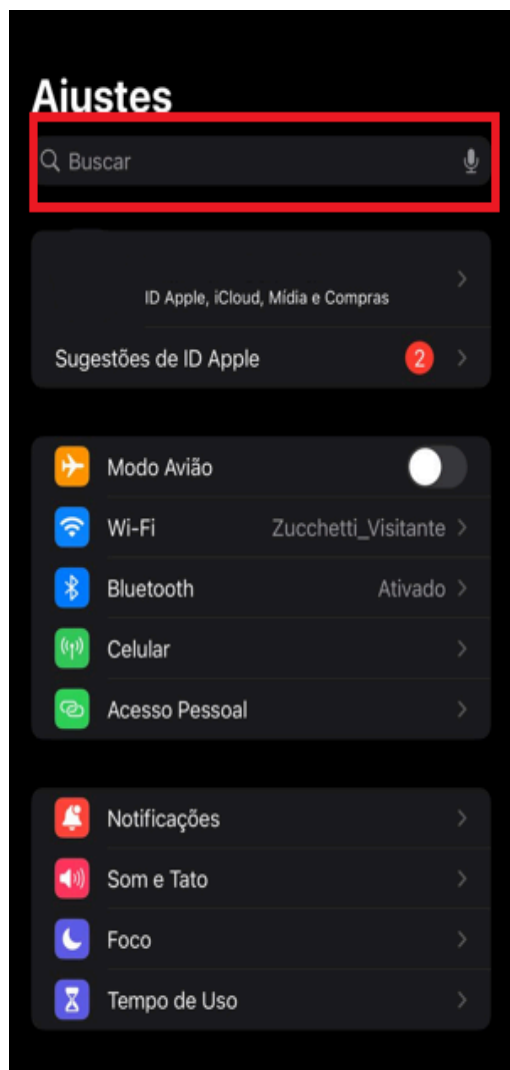 Ajustes
Buscar
ID Apple, iCloud, Mídia e Compras
Sugestões de ID Apple 2
Modo Avião
Wi-Fi Zucchetti_Visitante
Bluetooth Ativado
Celular
Acesso Pessoal
Notificações
Som e Tato
Foco
Tempo de Uso